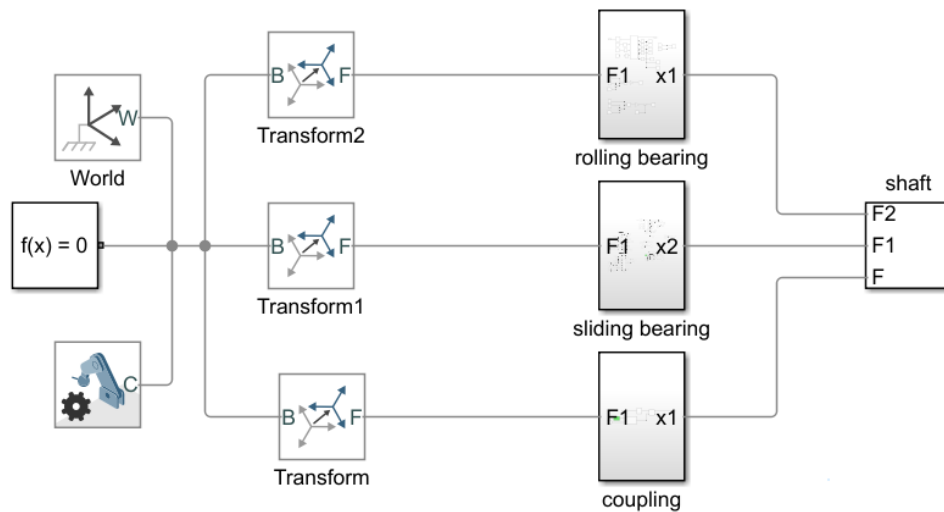 B F F1 x1
Transform2
rolling bearing
W
World
shaft
F2
f(x) = 0 B F F1 x2 F1
F
Transform1
sliding bearing
C
B F F1 x1
Transform
coupling